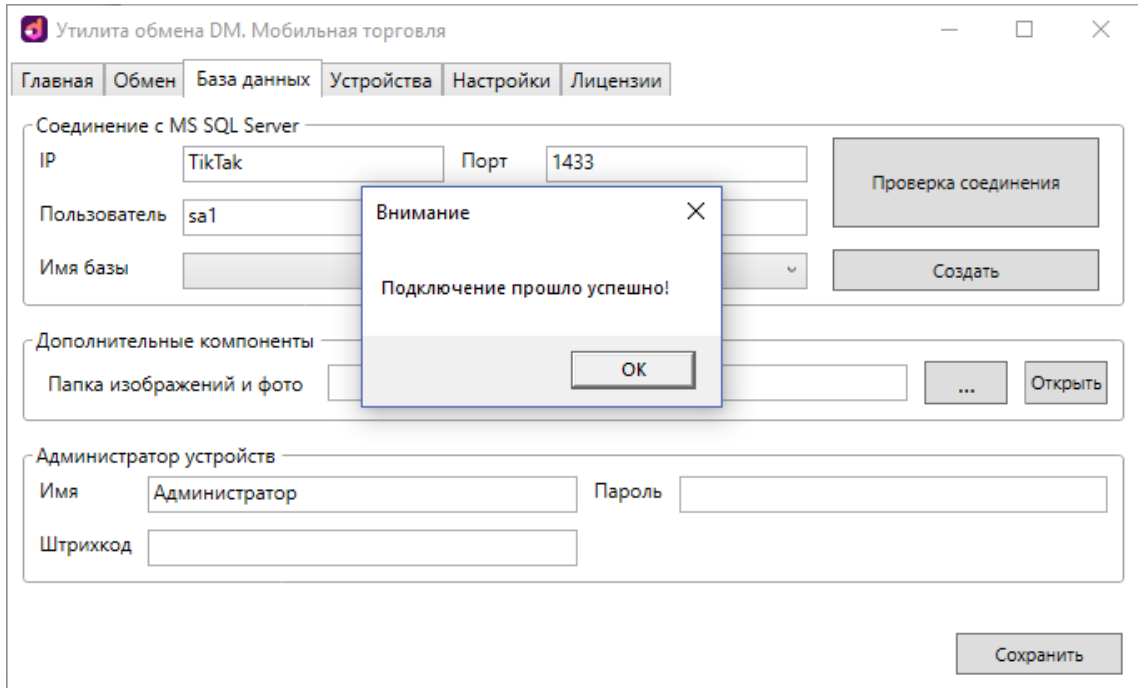 Утилита обмена DM. Мобильная торговля
Главная Обмен База данных Устройства Настройки Лицензии
Соединение с MS SQL Server
IP TikTak Порт 1433
Проверка соединения
Пользователь sa1
Внимание
Имя базы
Создать
Подключение прошло успешно!
OK
Дополнительные компоненты
Папка изображений и фото ... Открыть
Администратор устройств
Имя Администратор Пароль
Штрихкод
Сохранить